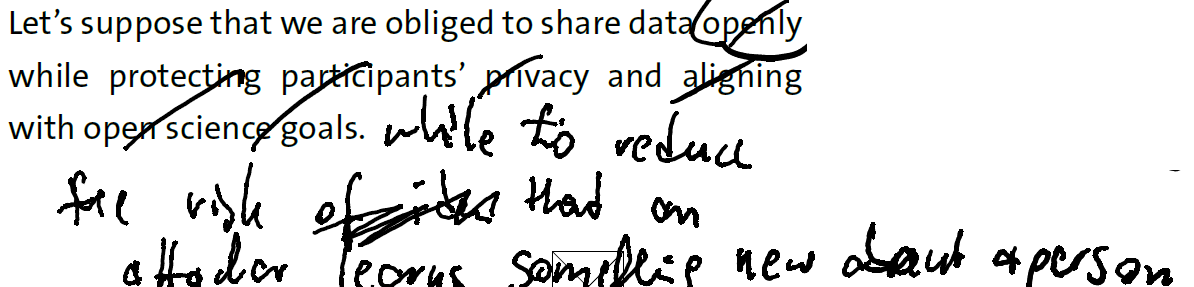 Let's suppose that we are obliged to share data openly
while protecting participants' privacy and aligning
with open science goals. while to reduce
the risk of that an
attacker learns something new about a person